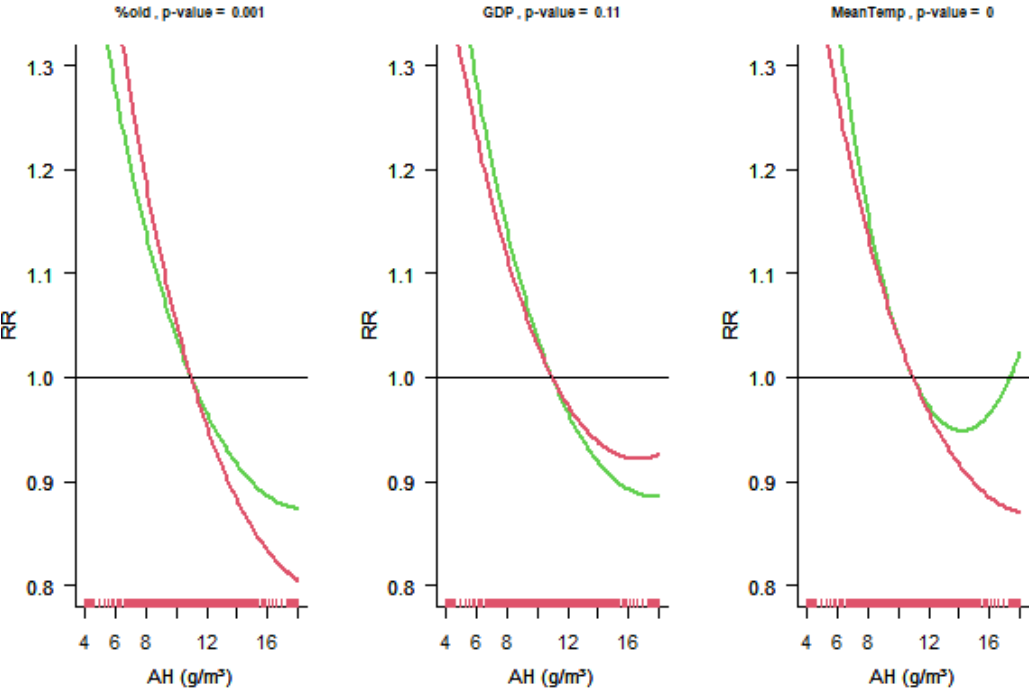 %old , p-value = 0.001
RR
1.3
1.2
1.1
1.0
0.9
0.8
4 6 8 12 16
AH (g/m³)
GDP , p-value = 0.11
RR
1.3
1.2
1.1
1.0
0.9
0.8
4 6 8 12 16
AH (g/m³)
MeanTemp , p-value = 0
RR
1.3
1.2
1.1
1.0
0.9
0.8
4 6 8 12 16
AH (g/m³)